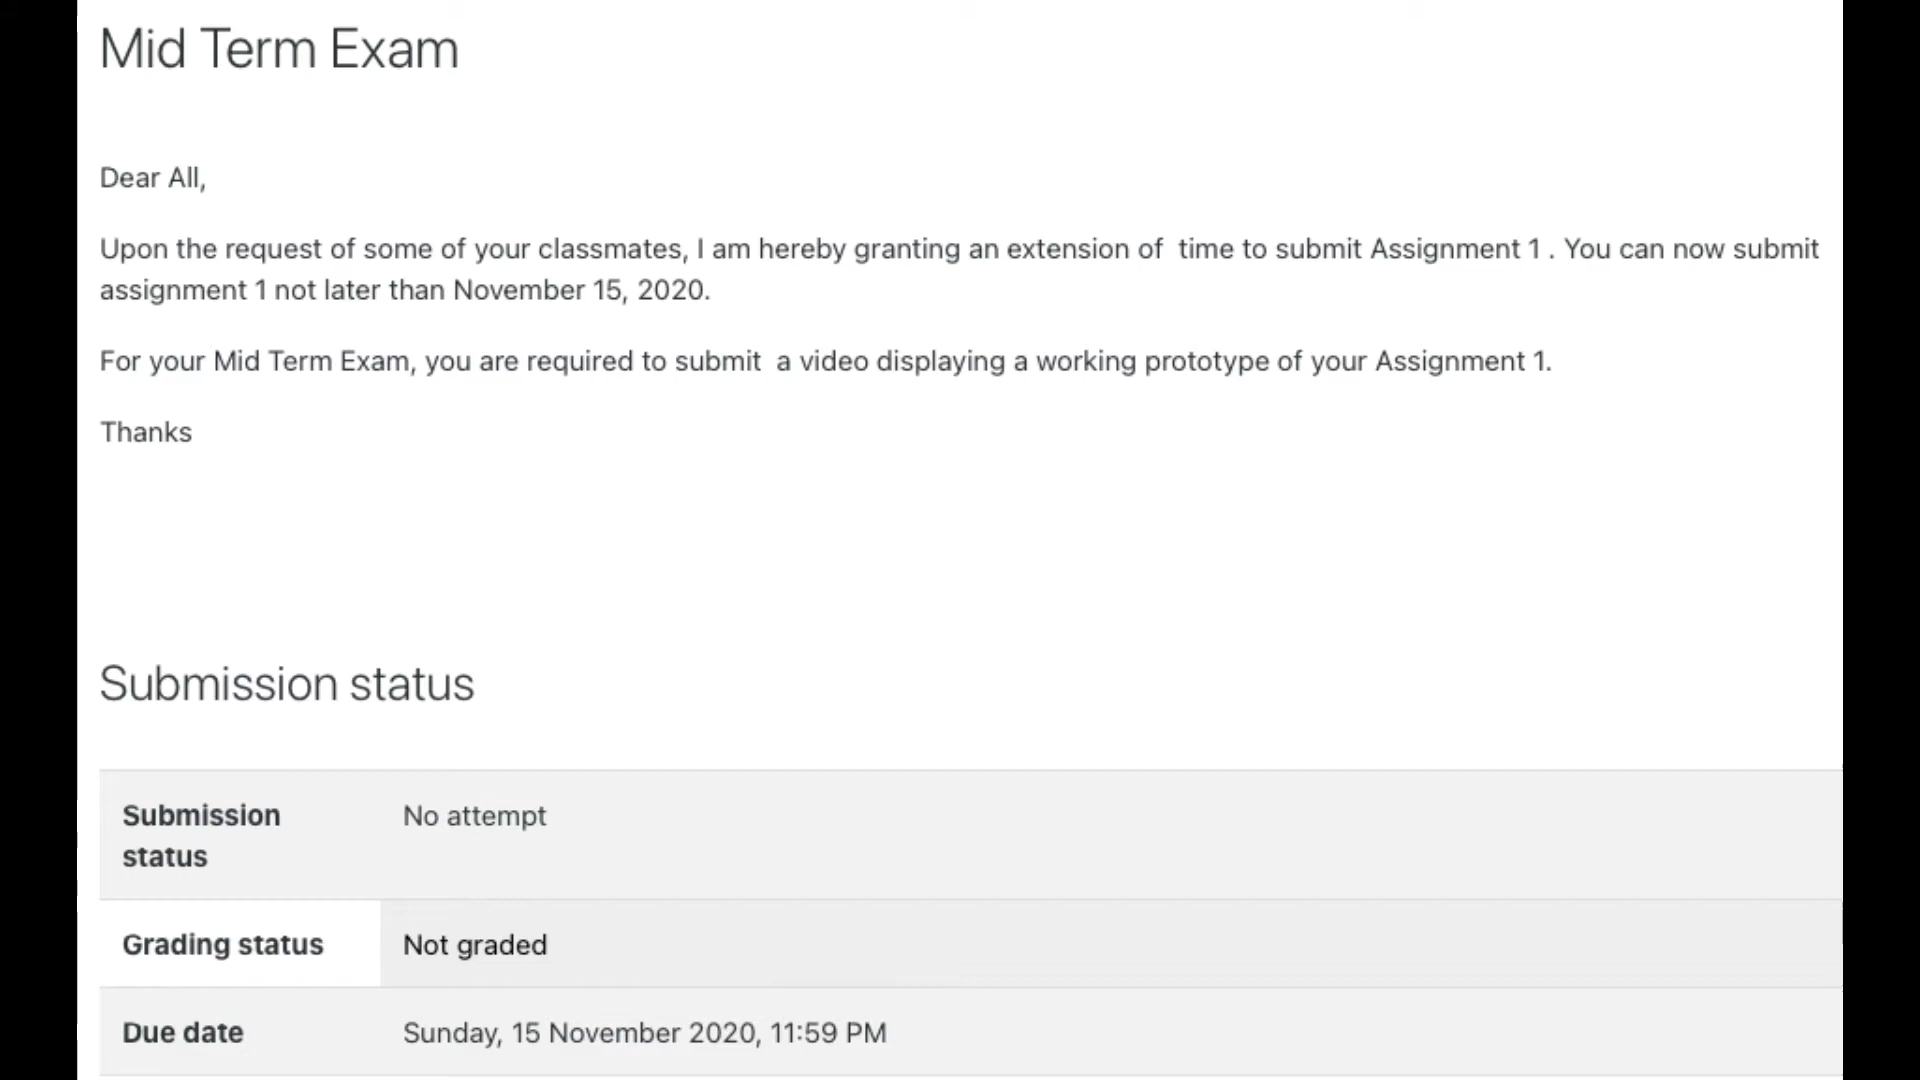 Mid Term Exam
Dear All,
Upon the request of some of your classmates, I am hereby granting an extension of  time to submit Assignment 1 . You can now submit
assignment 1 not later than November 15, 2020.
For your Mid Term Exam, you are required to submit  a video displaying a working prototype of your Assignment 1.
Thanks
Submission status
Submission No attempt
status
Grading status Not graded
Due date Sunday, 15 November 2020, 11:59 PM